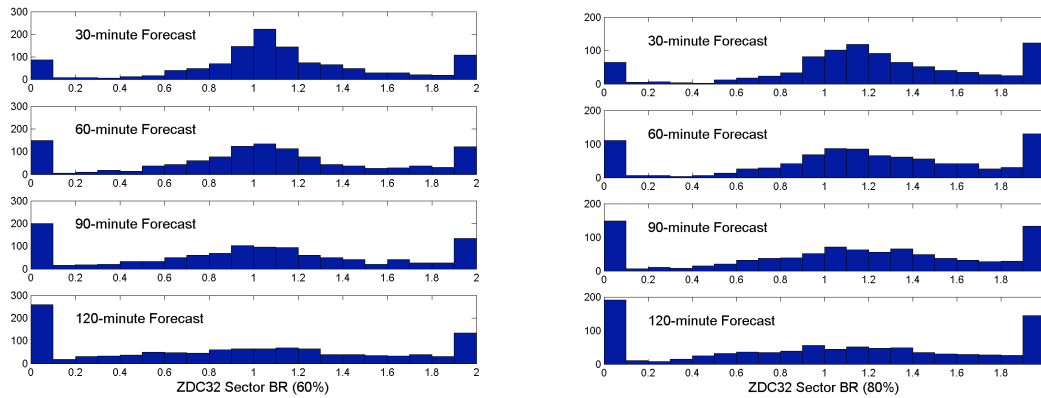 300
200
100
0
30-minute Forecast
0 0.2 0.4 0.6 0.8 1 1.2 1.4 1.6 1.8 2
300
200
100
0
60-minute Forecast
0 0.2 0.4 0.6 0.8 1 1.2 1.4 1.6 1.8 2
300
200
100
0
90-minute Forecast
0 0.2 0.4 0.6 0.8 1 1.2 1.4 1.6 1.8 2
300
200
100
0
120-minute Forecast
0 0.2 0.4 0.6 0.8 1 1.2 1.4 1.6 1.8 2
ZDC32 Sector BR (60%)
200
100
0
30-minute Forecast
0 0.2 0.4 0.6 0.8 1 1.2 1.4 1.6 1.8
200
100
0
60-minute Forecast
0 0.2 0.4 0.6 0.8 1 1.2 1.4 1.6 1.8
200
100
0
90-minute Forecast
0 0.2 0.4 0.6 0.8 1 1.2 1.4 1.6 1.8
200
100
0
120-minute Forecast
0 0.2 0.4 0.6 0.8 1 1.2 1.4 1.6 1.8
ZDC32 Sector BR (80%)